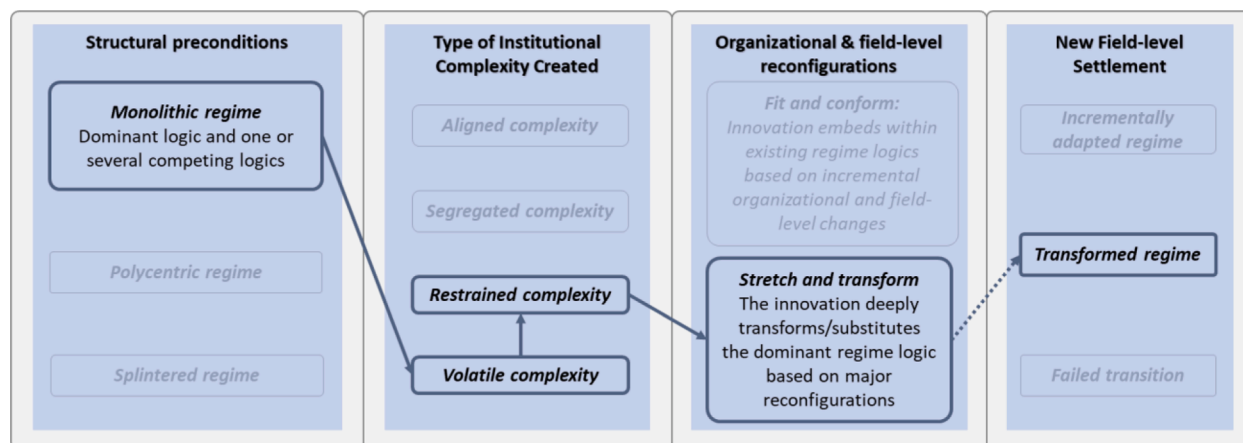 Structural preconditions
Monolithic regime
Dominant logic and one or
several competing logics
Polycentric regime
Splintered regime
Type of Institutional
Complexity Created
Aligned complexity
Segregated complexity
Restrained complexity
Volatile complexity
Organizational & field-level
reconfigurations
Fit and conform:
Innovation embeds within
existing regime logics
based on incremental
organizational and field-
level changes
Stretch and transform
The innovation deeply
transforms/substitutes
the dominant regime logic
based on major
reconfigurations
New Field-level
Settlement
Incrementally
adapted regime
Transformed regime
Failed transition